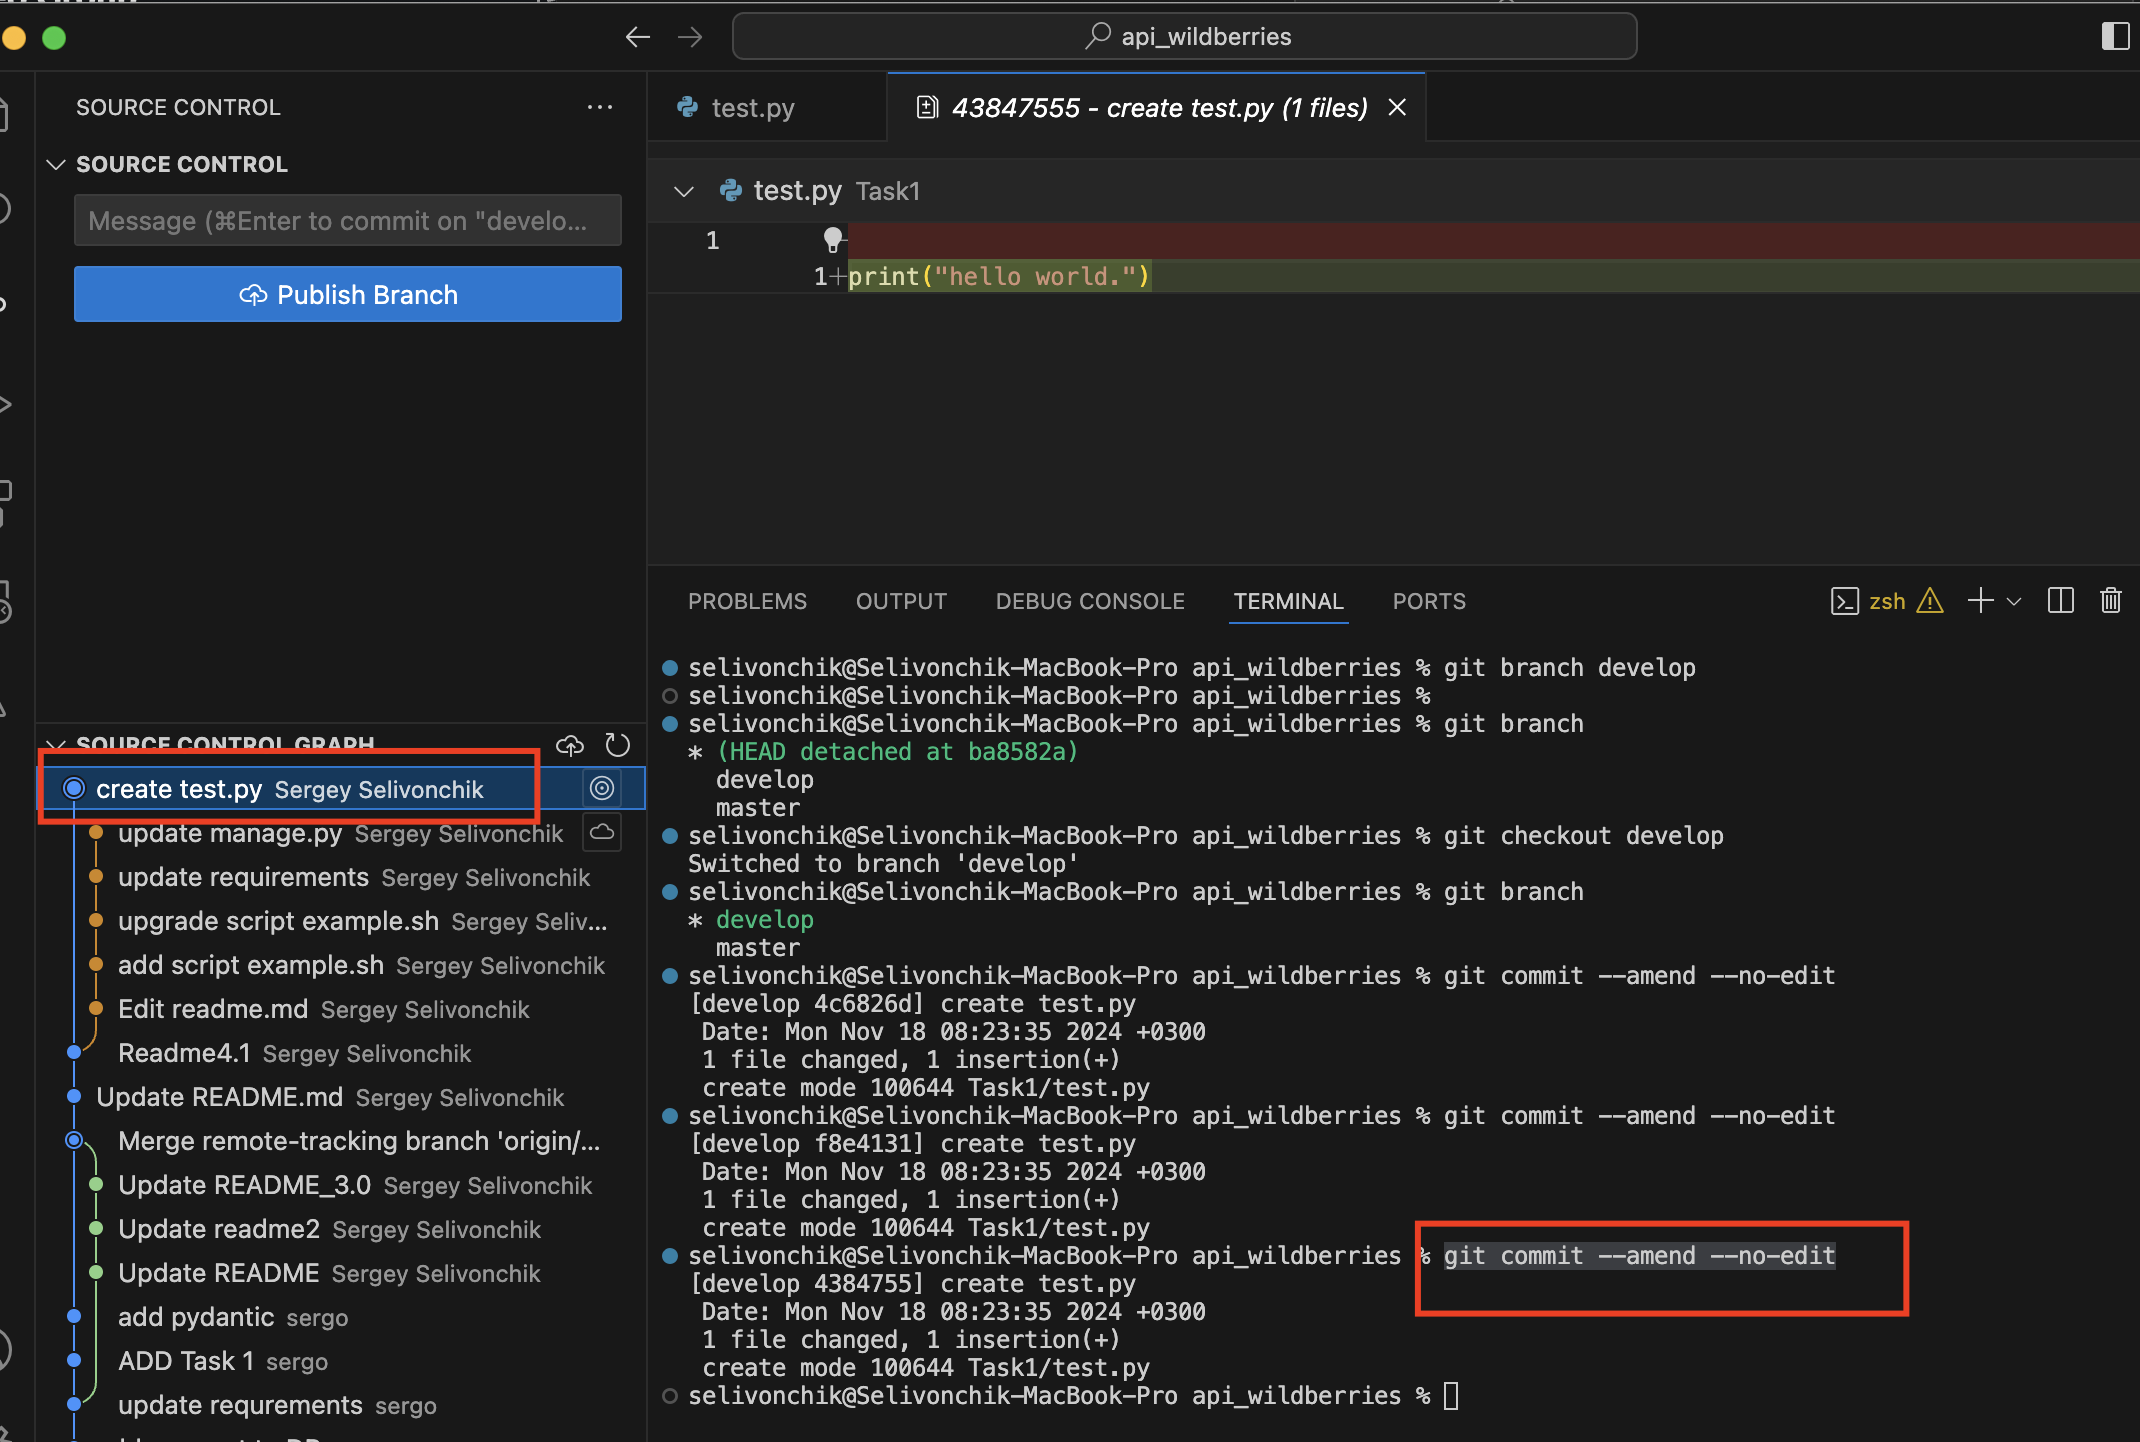 api_wildberries
SOURCE CONTROL
SOURCE CONTROL
Message (⌘Enter to commit on "develo...
Publish Branch
SOURCE CONTROL GRAPH
create test.py Sergey Selivonchik
update manage.py Sergey Selivonchik
update requirements Sergey Selivonchik
upgrade script example.sh Sergey Seliv...
add script example.sh Sergey Selivonchik
Edit readme.md Sergey Selivonchik
Readme4.1 Sergey Selivonchik
Update README.md Sergey Selivonchik
Merge remote-tracking branch 'origin/...
Update README_3.0 Sergey Selivonchik
Update readme2 Sergey Selivonchik
Update README Sergey Selivonchik
add pydantic sergo
ADD Task 1 sergo
update requrements sergo
test.py
43847555 - create test.py (1 files)
test.py Task1
1
1+print("hello world.")
PROBLEMS OUTPUT DEBUG CONSOLE TERMINAL PORTS
zsh
selivonchik@Selivonchik-MacBook-Pro api_wildberries % git branch develop
selivonchik@Selivonchik-MacBook-Pro api_wildberries %
selivonchik@Selivonchik-MacBook-Pro api_wildberries % git branch
* (HEAD detached at ba8582a)
develop
master
selivonchik@Selivonchik-MacBook-Pro api_wildberries % git checkout develop
Switched to branch 'develop'
selivonchik@Selivonchik-MacBook-Pro api_wildberries % git branch
* develop
master
selivonchik@Selivonchik-MacBook-Pro api_wildberries % git commit --amend --no-edit
[develop 4c6826d] create test.py
Date: Mon Nov 18 08:23:35 2024 +0300
1 file changed, 1 insertion(+)
create mode 100644 Task1/test.py
selivonchik@Selivonchik-MacBook-Pro api_wildberries % git commit --amend --no-edit
[develop f8e4131] create test.py
Date: Mon Nov 18 08:23:35 2024 +0300
1 file changed, 1 insertion(+)
create mode 100644 Task1/test.py
selivonchik@Selivonchik-MacBook-Pro api_wildberries % git commit --amend --no-edit
[develop 4384755] create test.py
Date: Mon Nov 18 08:23:35 2024 +0300
1 file changed, 1 insertion(+)
create mode 100644 Task1/test.py
selivonchik@Selivonchik-MacBook-Pro api_wildberries %